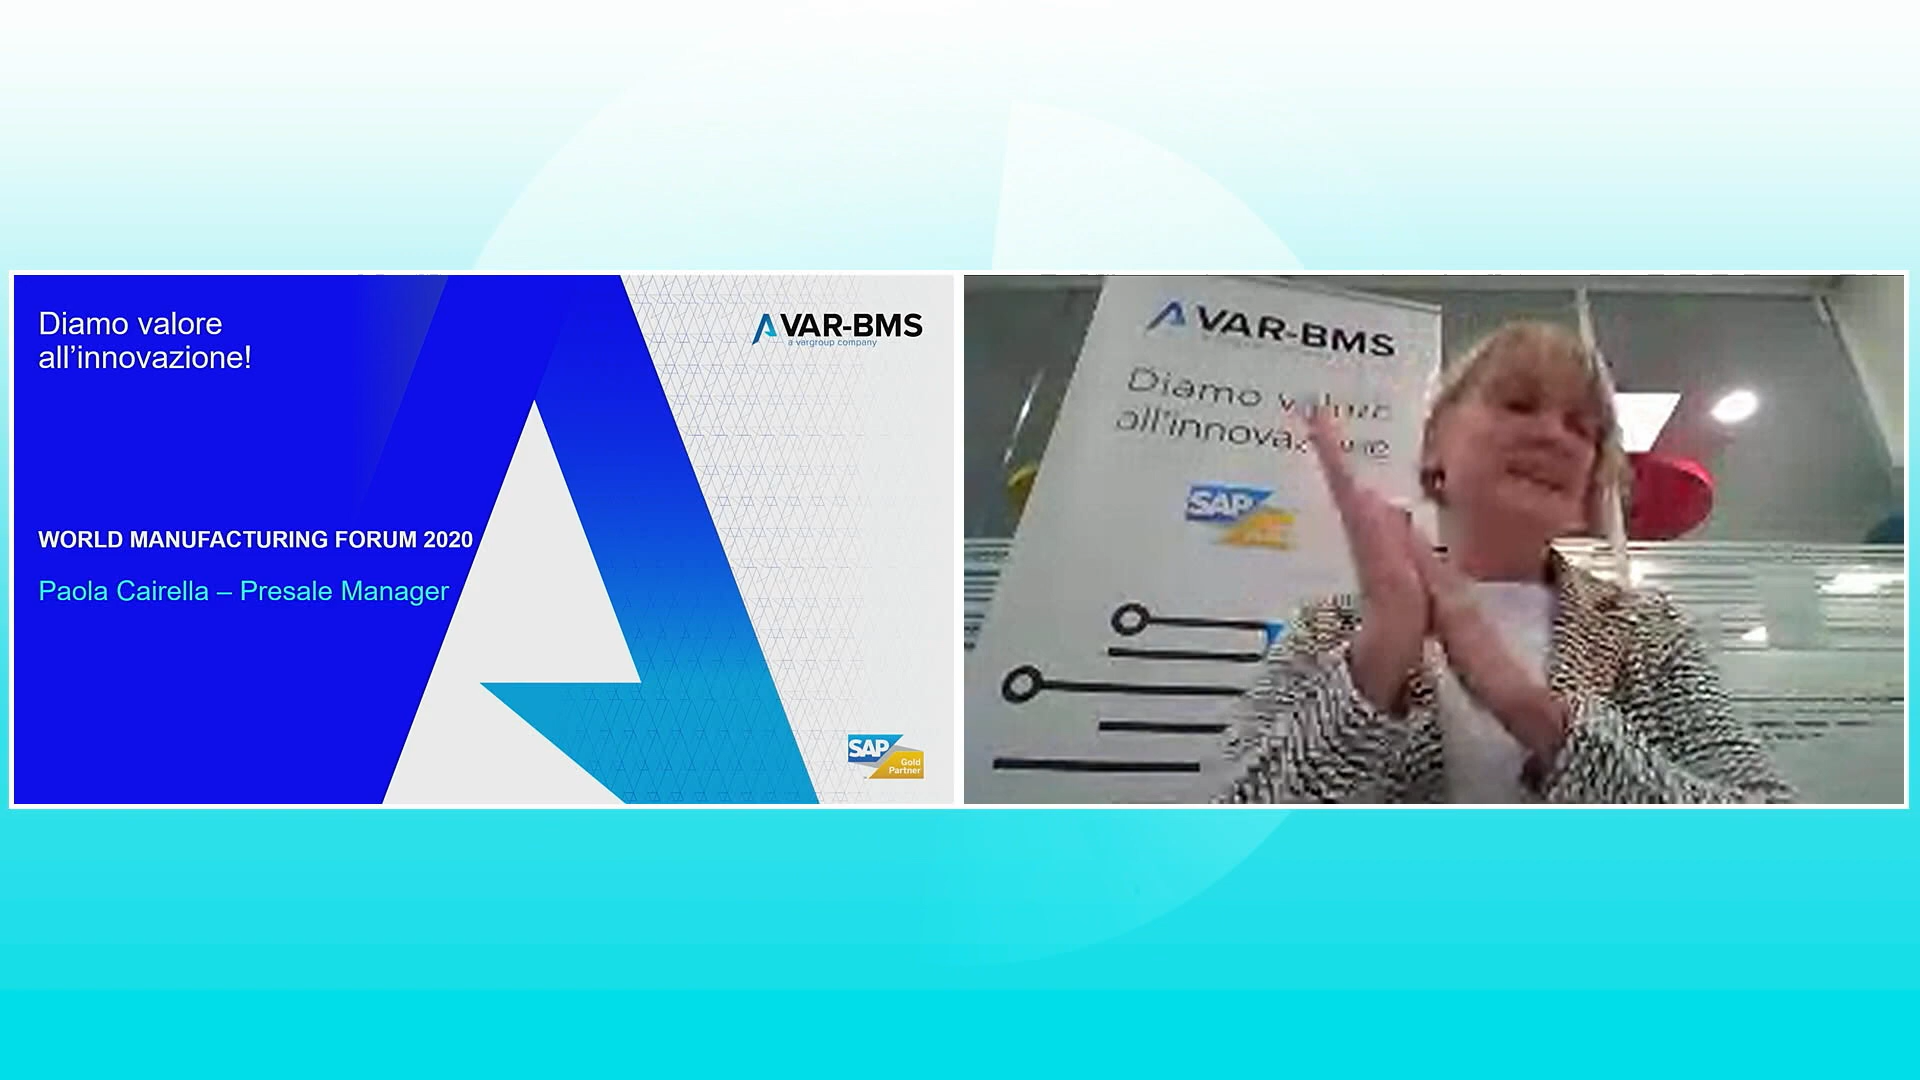 Diamo valore
all’innovazione!
VAR-BMS
a vargroup company
WORLD MANUFACTURING FORUM 2020
Paola Cairella – Presale Manager
SAP
Gold
Partner
VAR-BMS
Diamo valore
all'innova
SAP